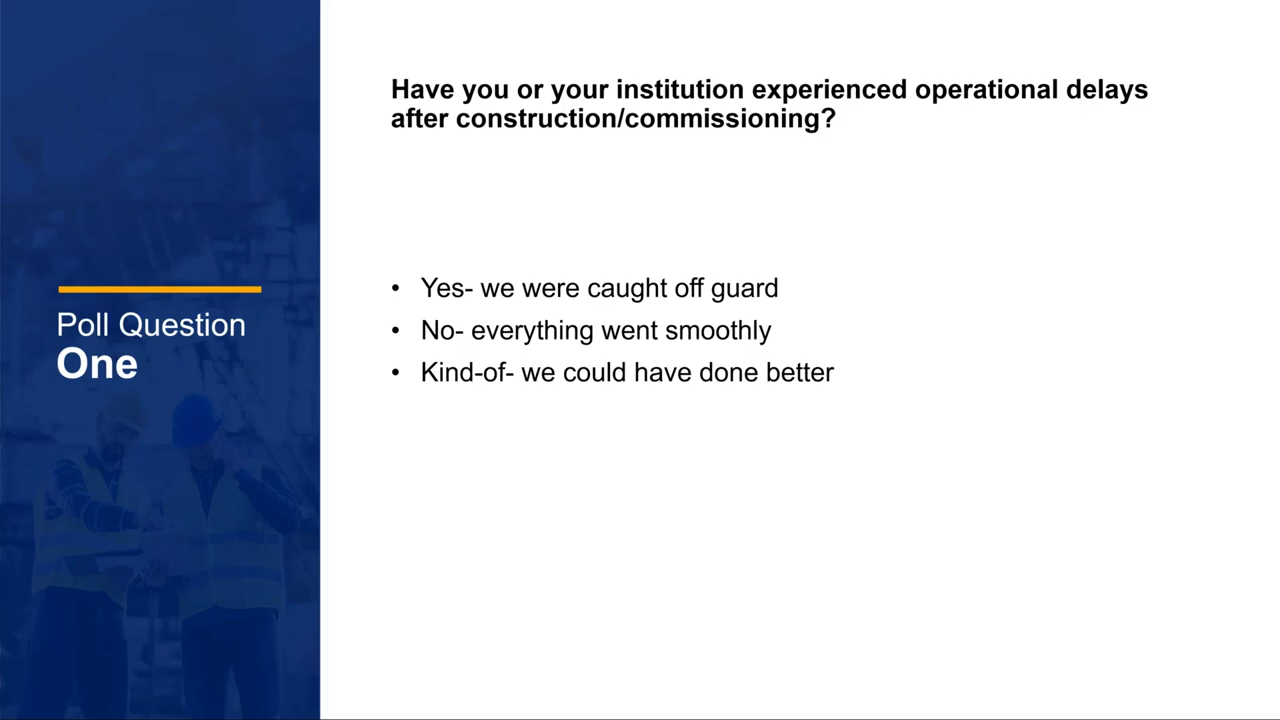 Poll Question
One
Have you or your institution experienced operational delays
after construction/commissioning?
• Yes- we were caught off guard
• No- everything went smoothly
• Kind-of- we could have done better